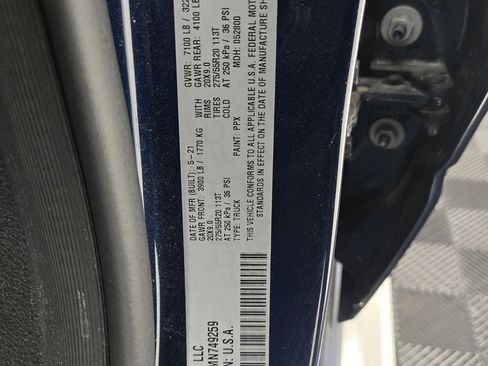 GVWR: 7100 LB / 322
GAWR REAR: 4100 LB
WITH 20X9.0 RIMS
275/55R20 113T TIRES
AT 250 kPa / 36 PSI COLD
MDH: 052800
PAINT: PPX
DATE OF MFR (BUILT): 5-21
GAWR FRONT: 3900 LB / 1770 KG
20X9.0
275/55R20 113T
AT 250 kPa / 36 PSI
TYPE: TRUCK
THIS VEHICLE CONFORMS TO ALL APPLICABLE U.S.A. FEDERAL MOTOR
STANDARDS IN EFFECT ON THE DATE OF MANUFACTURE
LLC
MN749259
N: U.S.A.